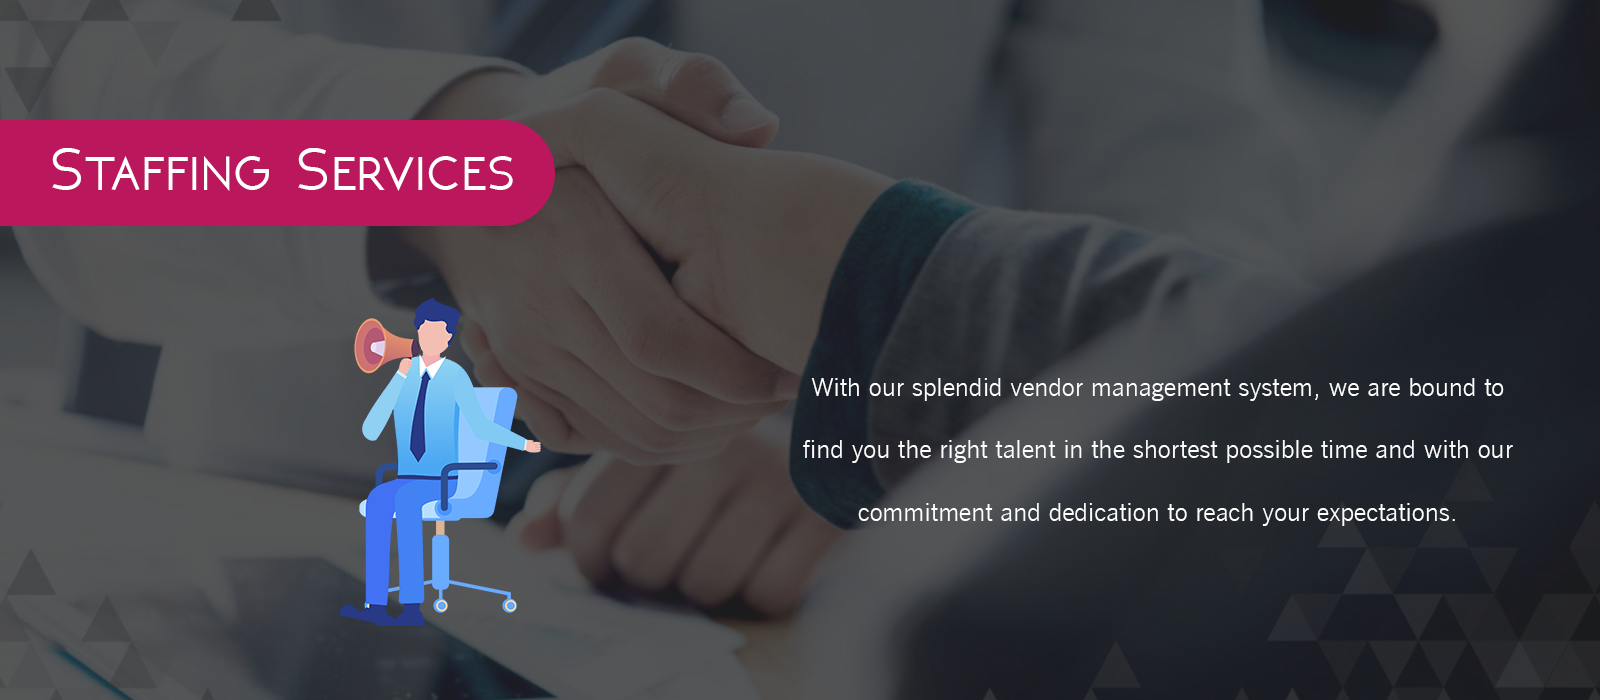 Staffing Services
With our splendid vendor management system, we are bound to
find you the right talent in the shortest possible time and with our
commitment and dedication to reach your expectations.